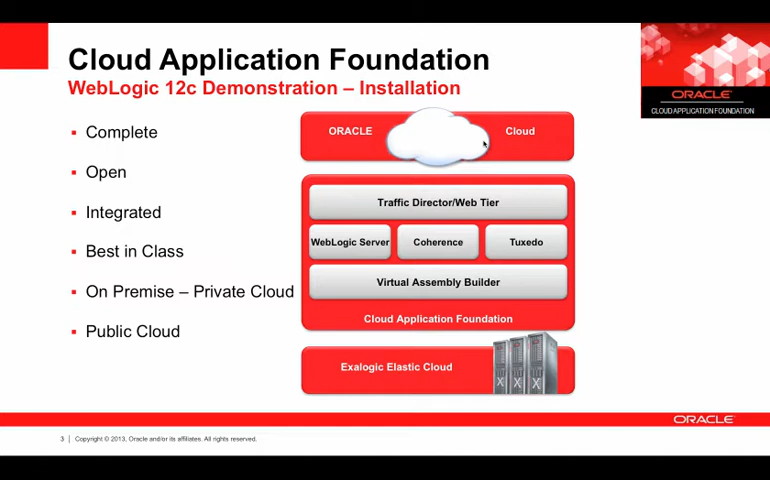 Cloud Application Foundation
WebLogic 12c Demonstration – Installation
ORACLE
CLOUD APPLICATION FOUNDATION
Complete
Open
Integrated
Best in Class
On Premise – Private Cloud
Public Cloud
ORACLE Cloud
Traffic Director/Web Tier
WebLogic Server Coherence Tuxedo
Virtual Assembly Builder
Cloud Application Foundation
Exalogic Elastic Cloud
X X X
ORACLE
3 | Copyright © 2013, Oracle and/or its affiliates. All rights reserved.